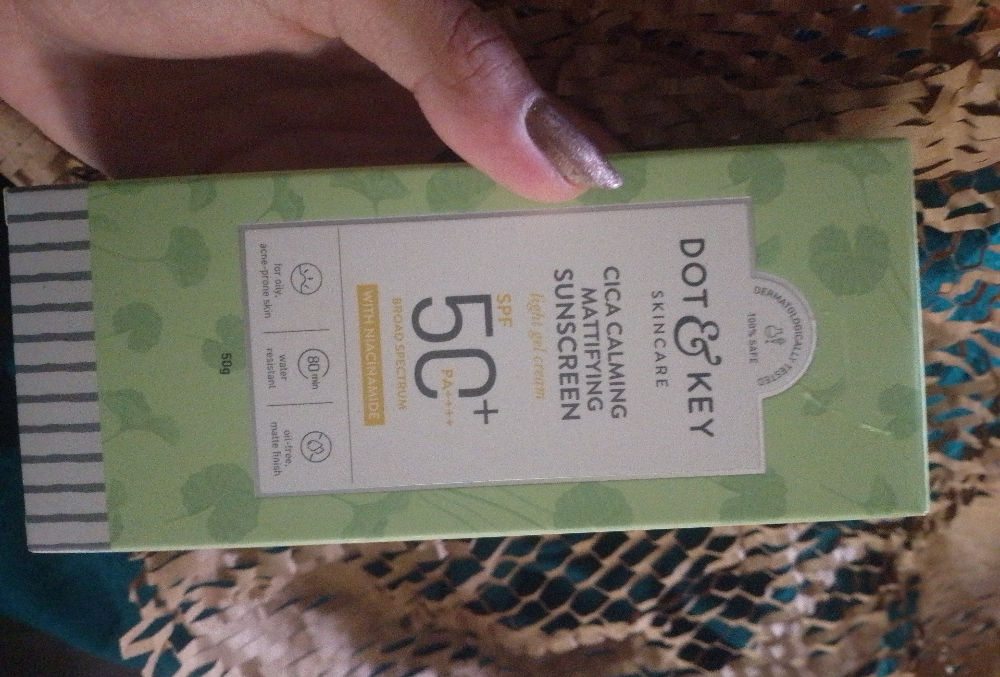 DERMATOLOGICALLY TESTED
100% SAFE
DOT & KEY
SKINCARE
CICA CALMING
MATTIFYING
SUNSCREEN
light gel cream
SPF
50+
PA++++
BROAD SPECTRUM
WITH NIACINAMIDE
for oily,
acne-prone skin
80 min
water
resistant
oil-free,
matte finish
50g